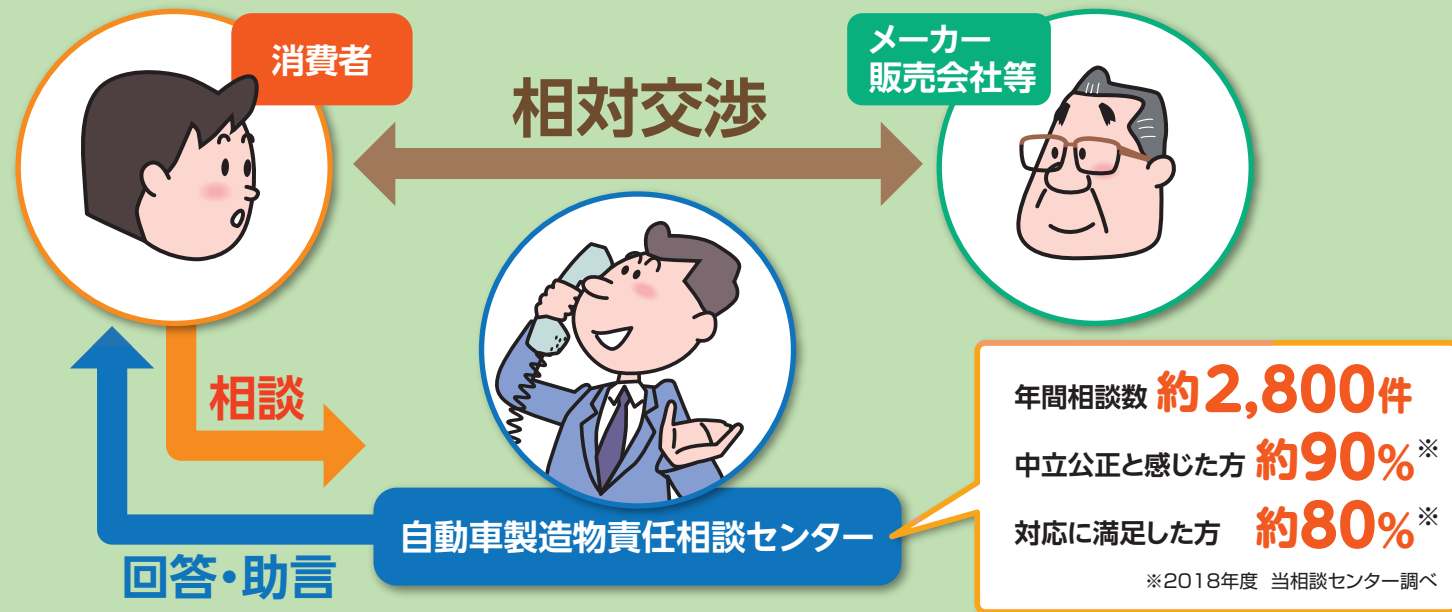 消費者
メーカー
販売会社等
相対交渉
相談
回答・助言
自動車製造物責任相談センター
年間相談数 約2,800件
中立公正と感じた方 約90%※
対応に満足した方 約80%※
※2018年度 当相談センター調べ